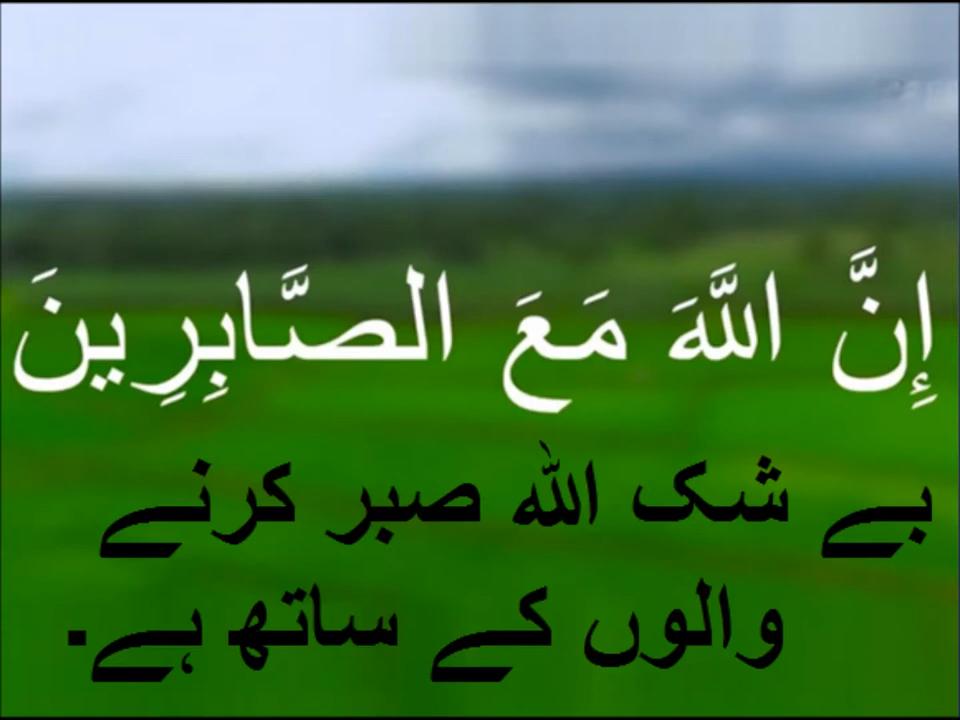 إِنَّ اللَّهَ مَعَ الصَّابِرِينَ
بے شک اللہ صبر کرنے
والوں کے ساتھ ہے.